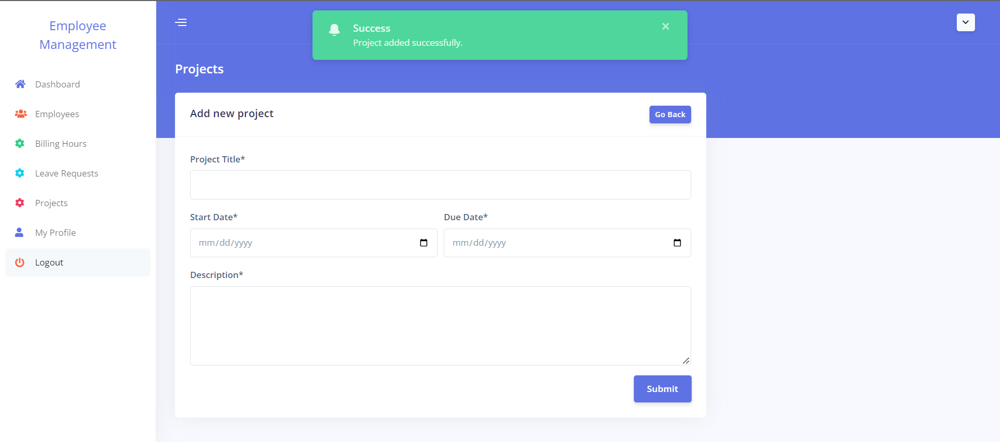 Employee
Management
Dashboard
Employees
Billing Hours
Leave Requests
Projects
My Profile
Logout
Success
Project added successfully.
Projects
Add new project
Go Back
Project Title*
Start Date*
Due Date*
mm/dd/yyyy
mm/dd/yyyy
Description*
Submit